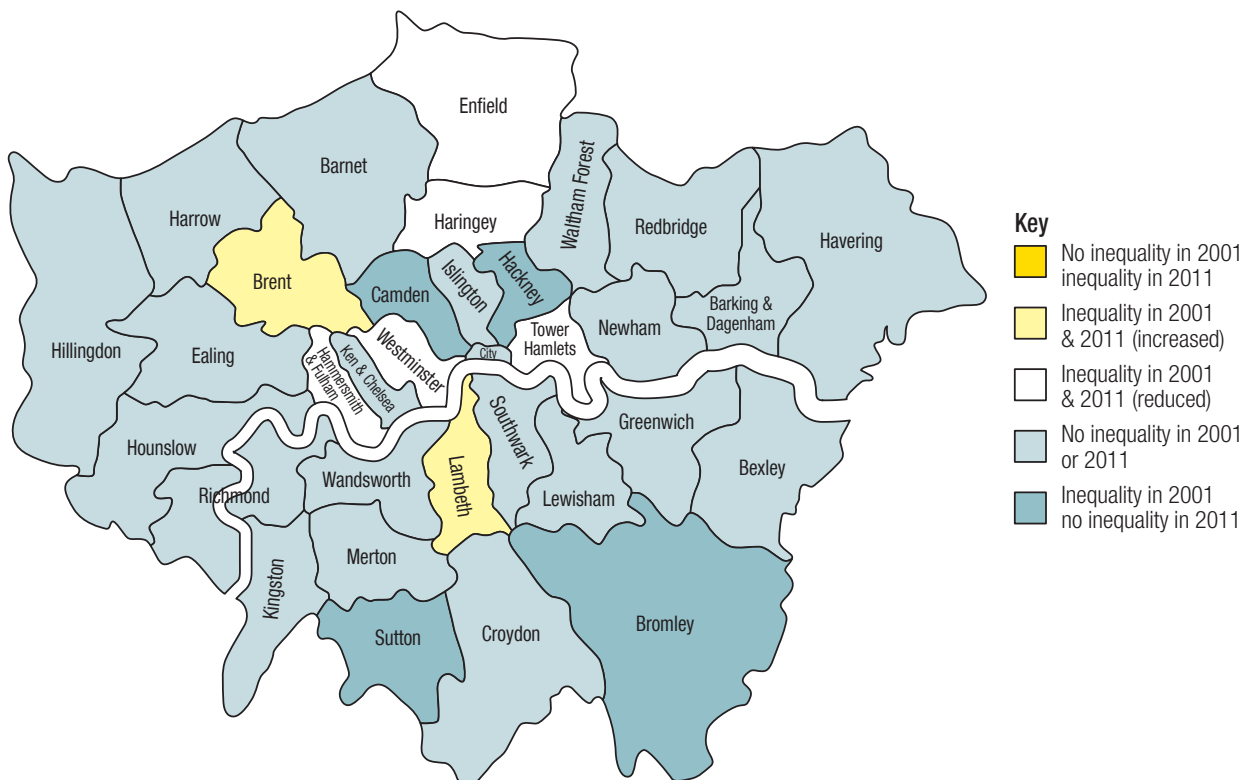 Enfield
Barnet
Waltham Forest
Harrow
Haringey
Redbridge
Havering
Brent
Camden
Islington
Hackney
Barking &
Dagenham
Hillingdon
Ealing
Hammersmith
& Fulham
Ken & Chelsea
Westminster
City
Tower
Hamlets
Newham
Hounslow
Richmond
Wandsworth
Lambeth
Southwark
Greenwich
Lewisham
Bexley
Kingston
Merton
Sutton
Croydon
Bromley
Key
No inequality in 2001
inequality in 2011
Inequality in 2001
& 2011 (increased)
Inequality in 2001
& 2011 (reduced)
No inequality in 2001
or 2011
Inequality in 2001
no inequality in 2011